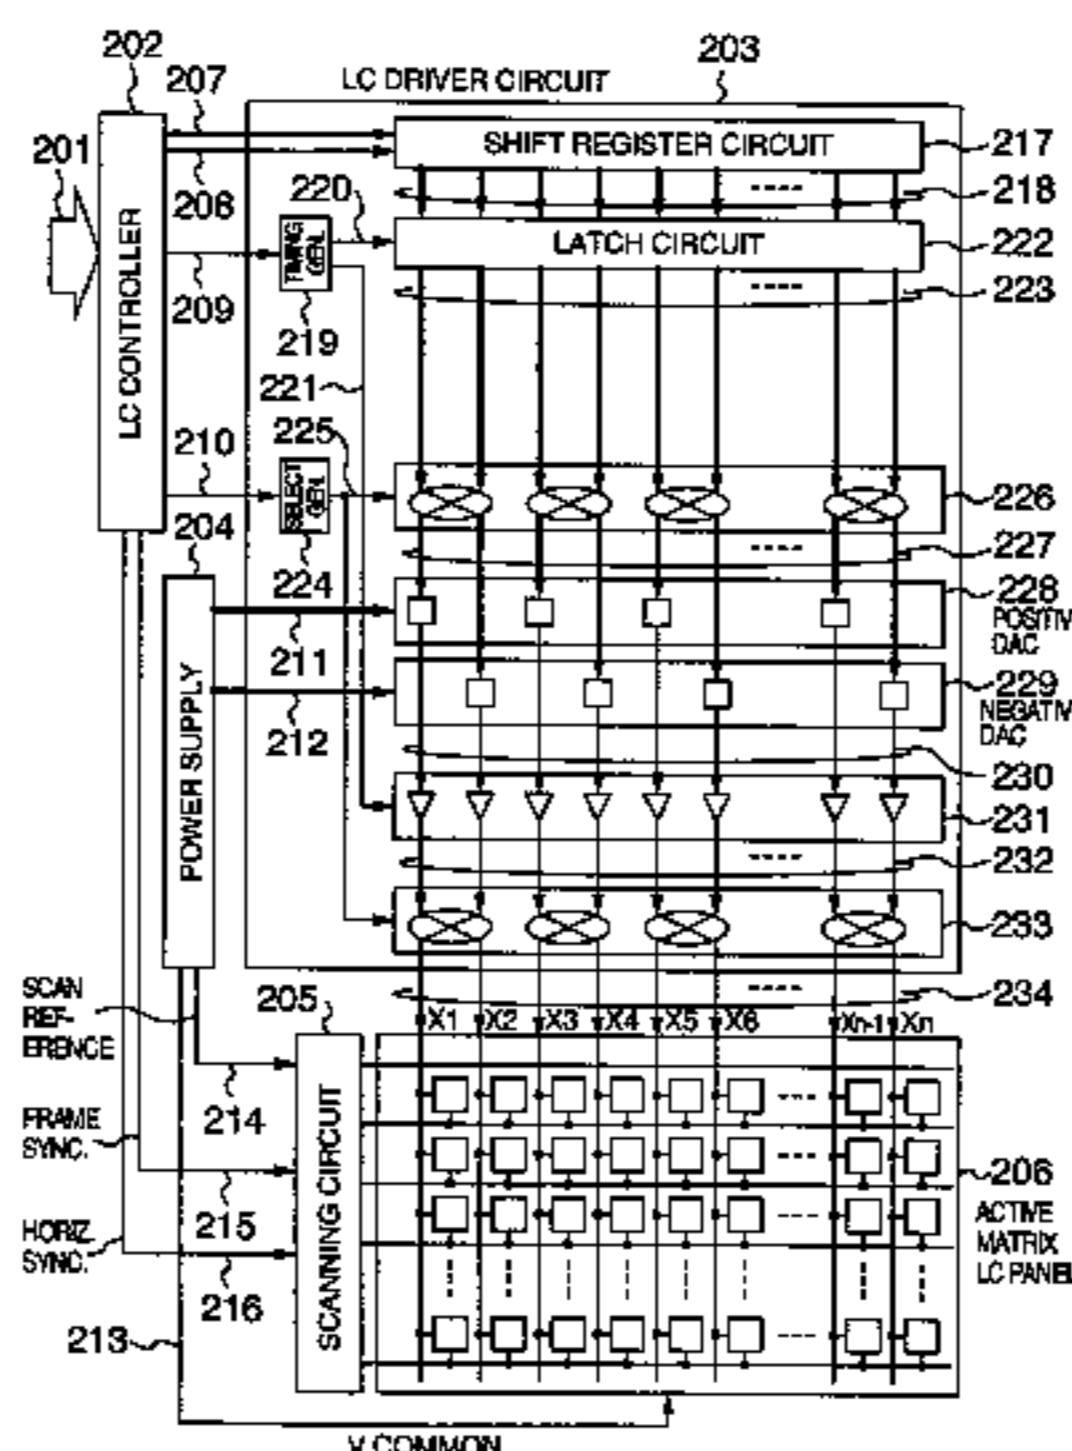 202
203
207
LC DRIVER CIRCUIT
201
SHIFT REGISTER CIRCUIT
217
208
220
218
LC CONTROLLER
TIMING GEN.
LATCH CIRCUIT
222
209
223
219
221
210
225
SELECT GEN.
226
204
227
224
228
POSITIV
DAC
211
POWER SUPPLY
229
NEGATIV
DAC
212
230
231
232
233
SCAN
REF-
ERENCE
205
234
X1 X2 X3 X4 X5 X6 Xn-1 Xn
214
FRAME
SYNC.
SCANNING CIRCUIT
206
215
ACTIVE
MATRIX
LC PANEL
HORIZ.
SYNC.
216
213
V COMMON